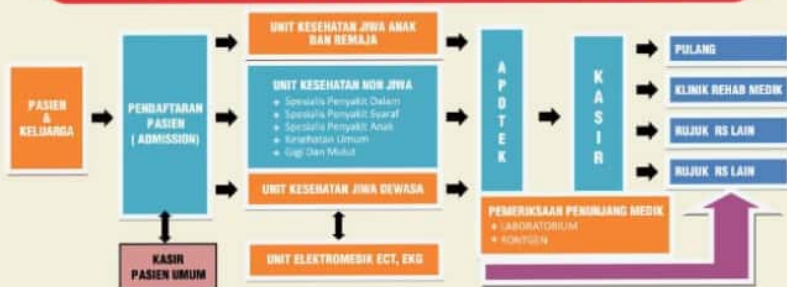 PASIEN
&
KELUARGA
PENDAFTARAN
PASIEN
( ADMISSION)
KASIR
PASIEN UMUM
UNIT KESEHATAN JIWA ANAK
DAN REMAJA
UNIT KESEHATAN NON JIWA
Spesialis Penyakit Dalam
Spesialis Penyakit Syaraf
Spesialis Penyakit Anak
Kesehatan Umum
Gigi Dan Mulut
UNIT KESEHATAN JIWA DEWASA
UNIT ELEKTROMEDIK ECT, EKG
APOTEK
KASIR
PEMERIKSAAN PENUNJANG MEDIK
LABORATORIUM
RONTGEN
PULANG
KLINIK REHAB MEDIK
RUJUK RS LAIN
RUJUK RS LAIN